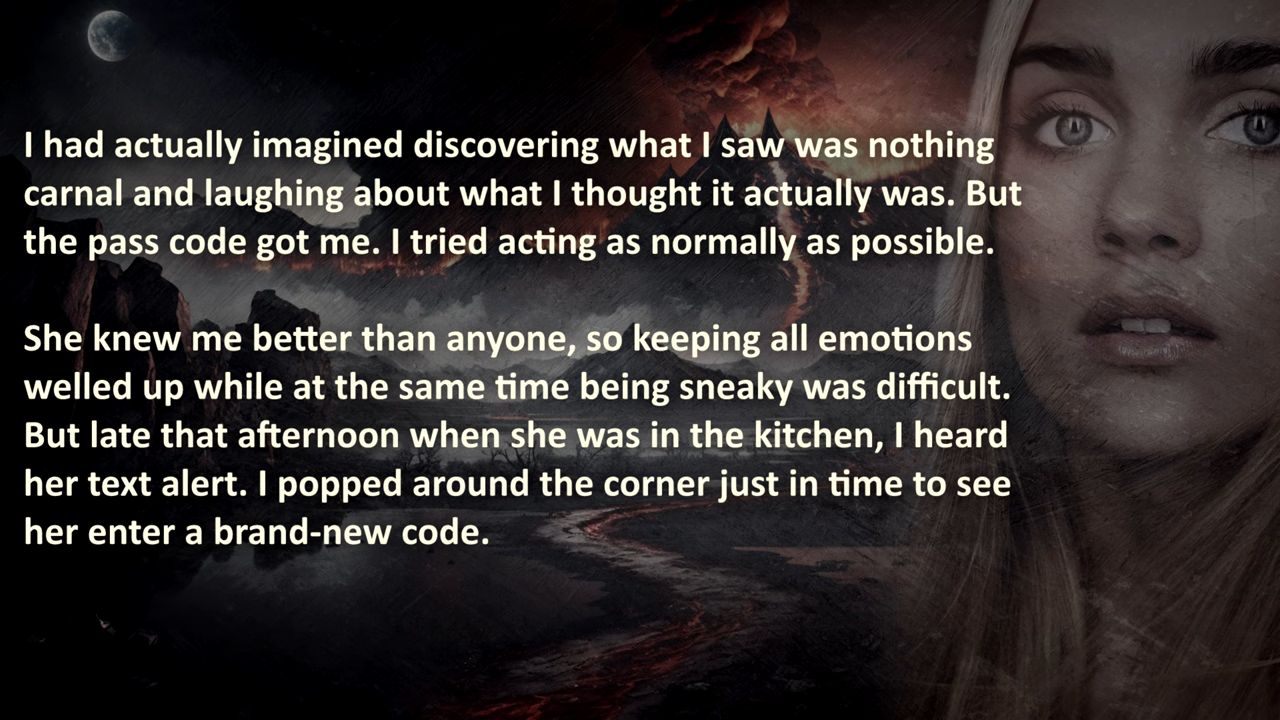 I had actually imagined discovering what I saw was nothing
carnal and laughing about what I thought it actually was. But
the pass code got me. I tried acting as normally as possible.
She knew me better than anyone, so keeping all emotions
welled up while at the same time being sneaky was difficult.
But late that afternoon when she was in the kitchen, I heard
her text alert. I popped around the corner just in time to see
her enter a brand-new code.